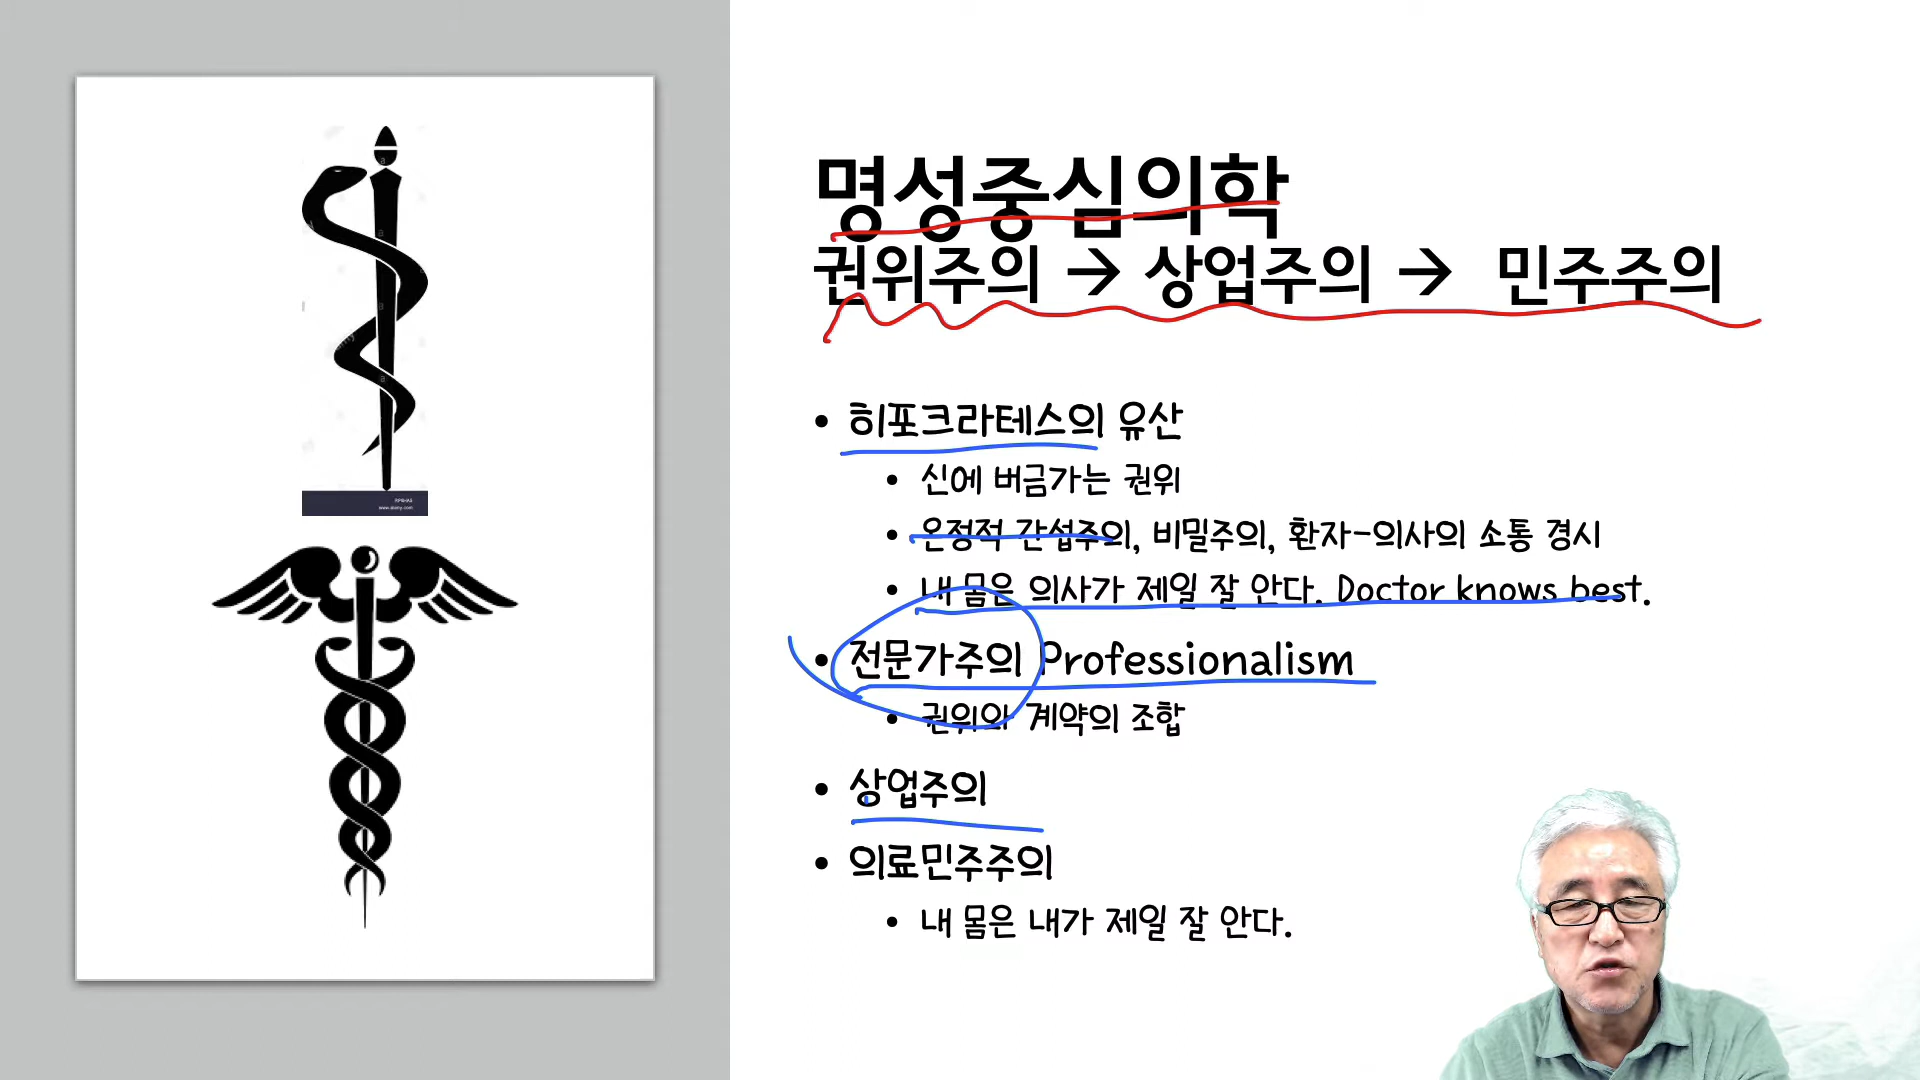 명성중심의학
권위주의 → 상업주의 → 민주주의
• 히포크라테스의 유산
• 신에 버금가는 권위
• 온정적 간섭주의, 비밀주의, 환자-의사의 소통 경시
• 내 몸은 의사가 제일 잘 안다. Doctor knows best.
• 전문가주의 Professionalism
• 권위와 계약의 조합
• 상업주의
• 의료민주주의
• 내 몸은 내가 제일 잘 안다.